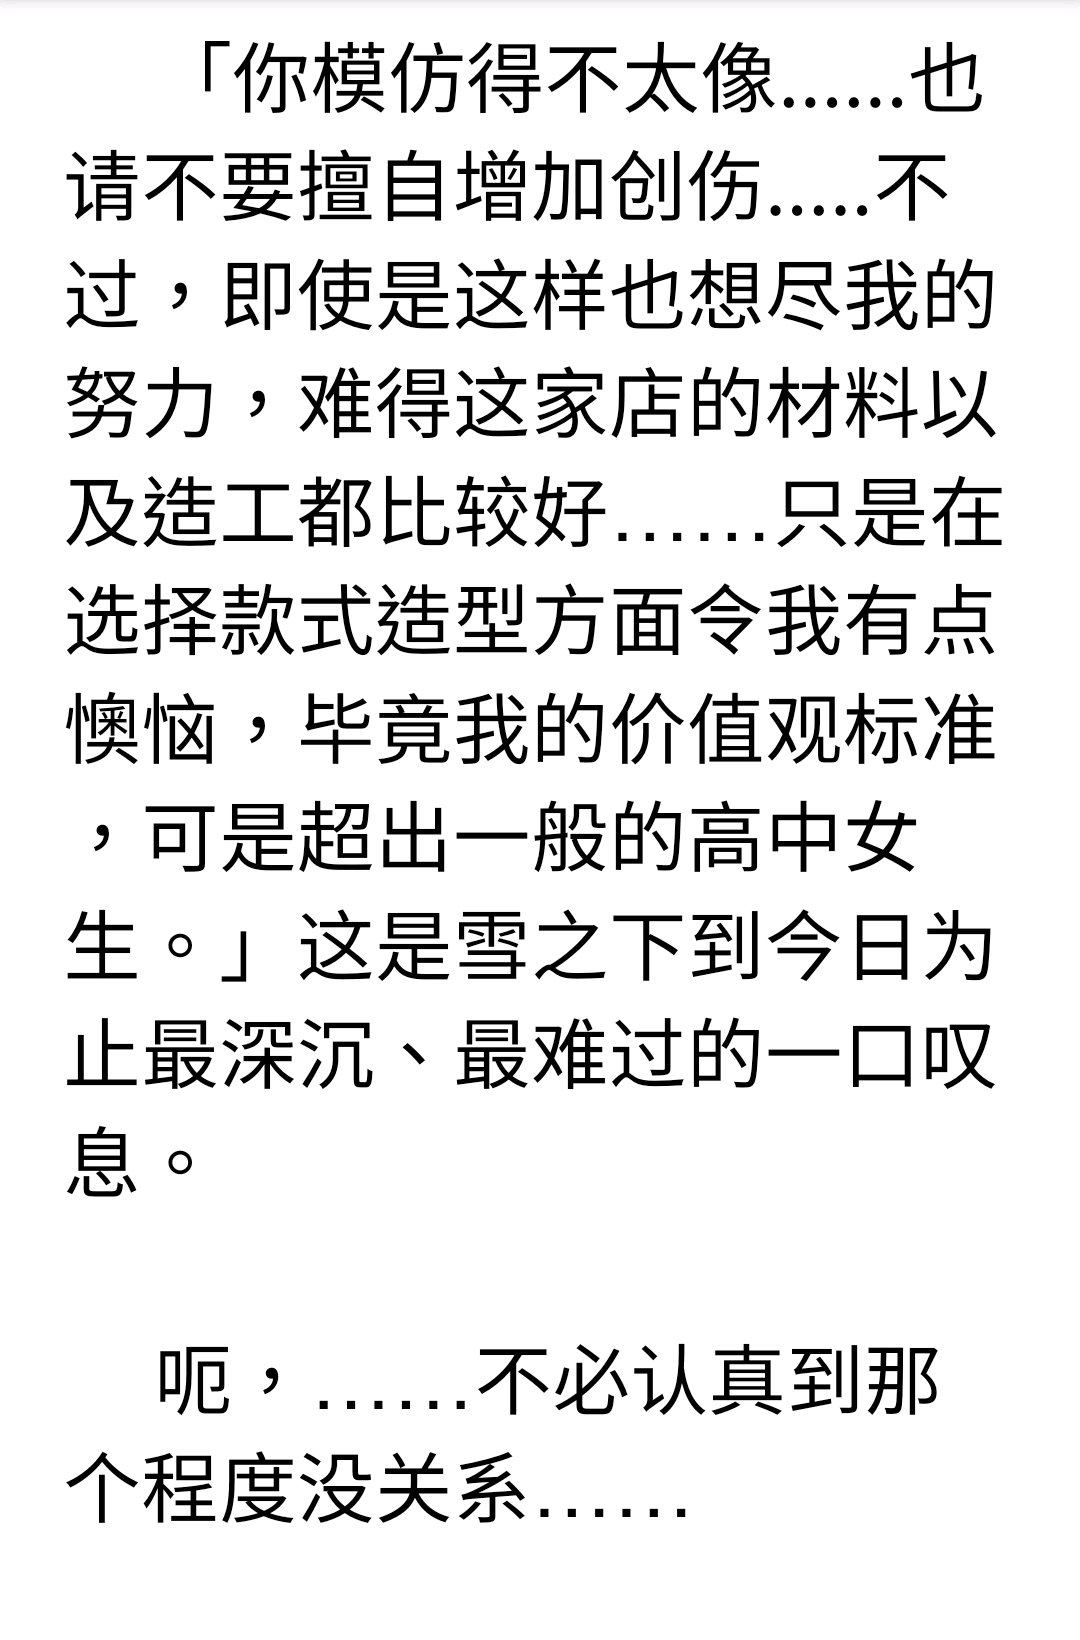 「你模仿得不太像......也
请不要擅自增加创伤.....不
过，即使是这样也想尽我的
努力，难得这家店的材料以
及造工都比较好……只是在
选择款式造型方面令我有点
懊恼，毕竟我的价值观标准
，可是超出一般的高中女
生。」这是雪之下到今日为
止最深沉、最难过的一口叹
息。
呃，……不必认真到那
个程度没关系……